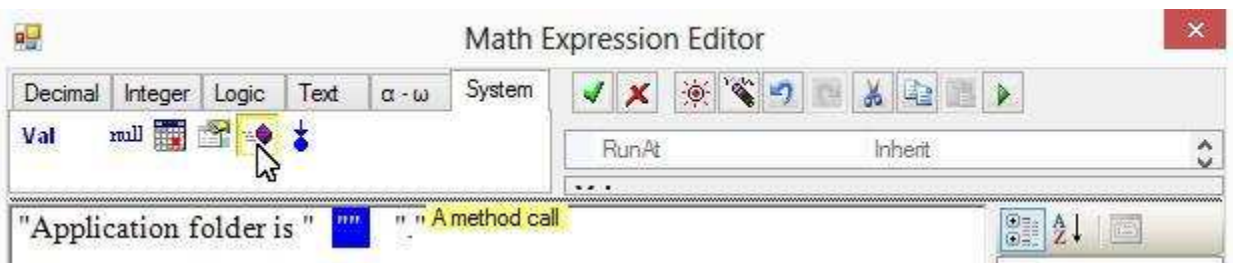 Math Expression Editor
Decimal Integer Logic Text α - ω System
Val null
RunAt Inherit
"Application folder is " "" "." A method call
A
Z